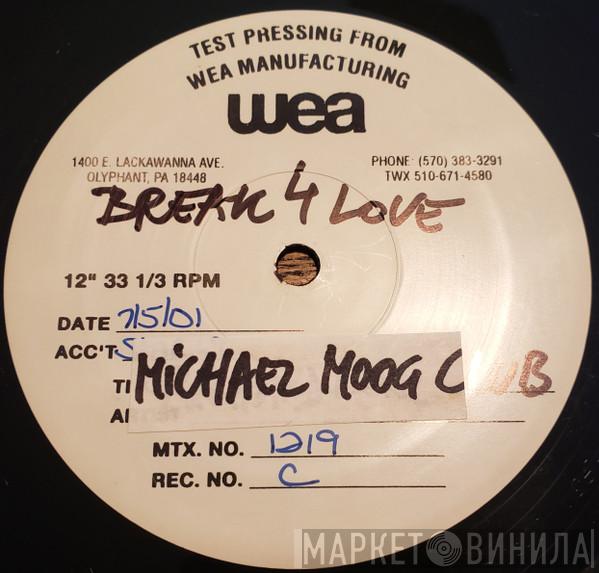 TEST PRESSING FROM
WEA MANUFACTURING
wea
1400 E. LACKAWANNA AVE.
OLYPHANT, PA 18448
PHONE: (570) 383-3291
TWX 510-671-4580
BREAK 4 LOVE
12" 33 1/3 RPM
DATE 7/5/01
ACC'T
MICHAEL MOOG CLUB
MTX. NO. 1219
REC. NO. C
МАРКЕТ ВИНИЛА